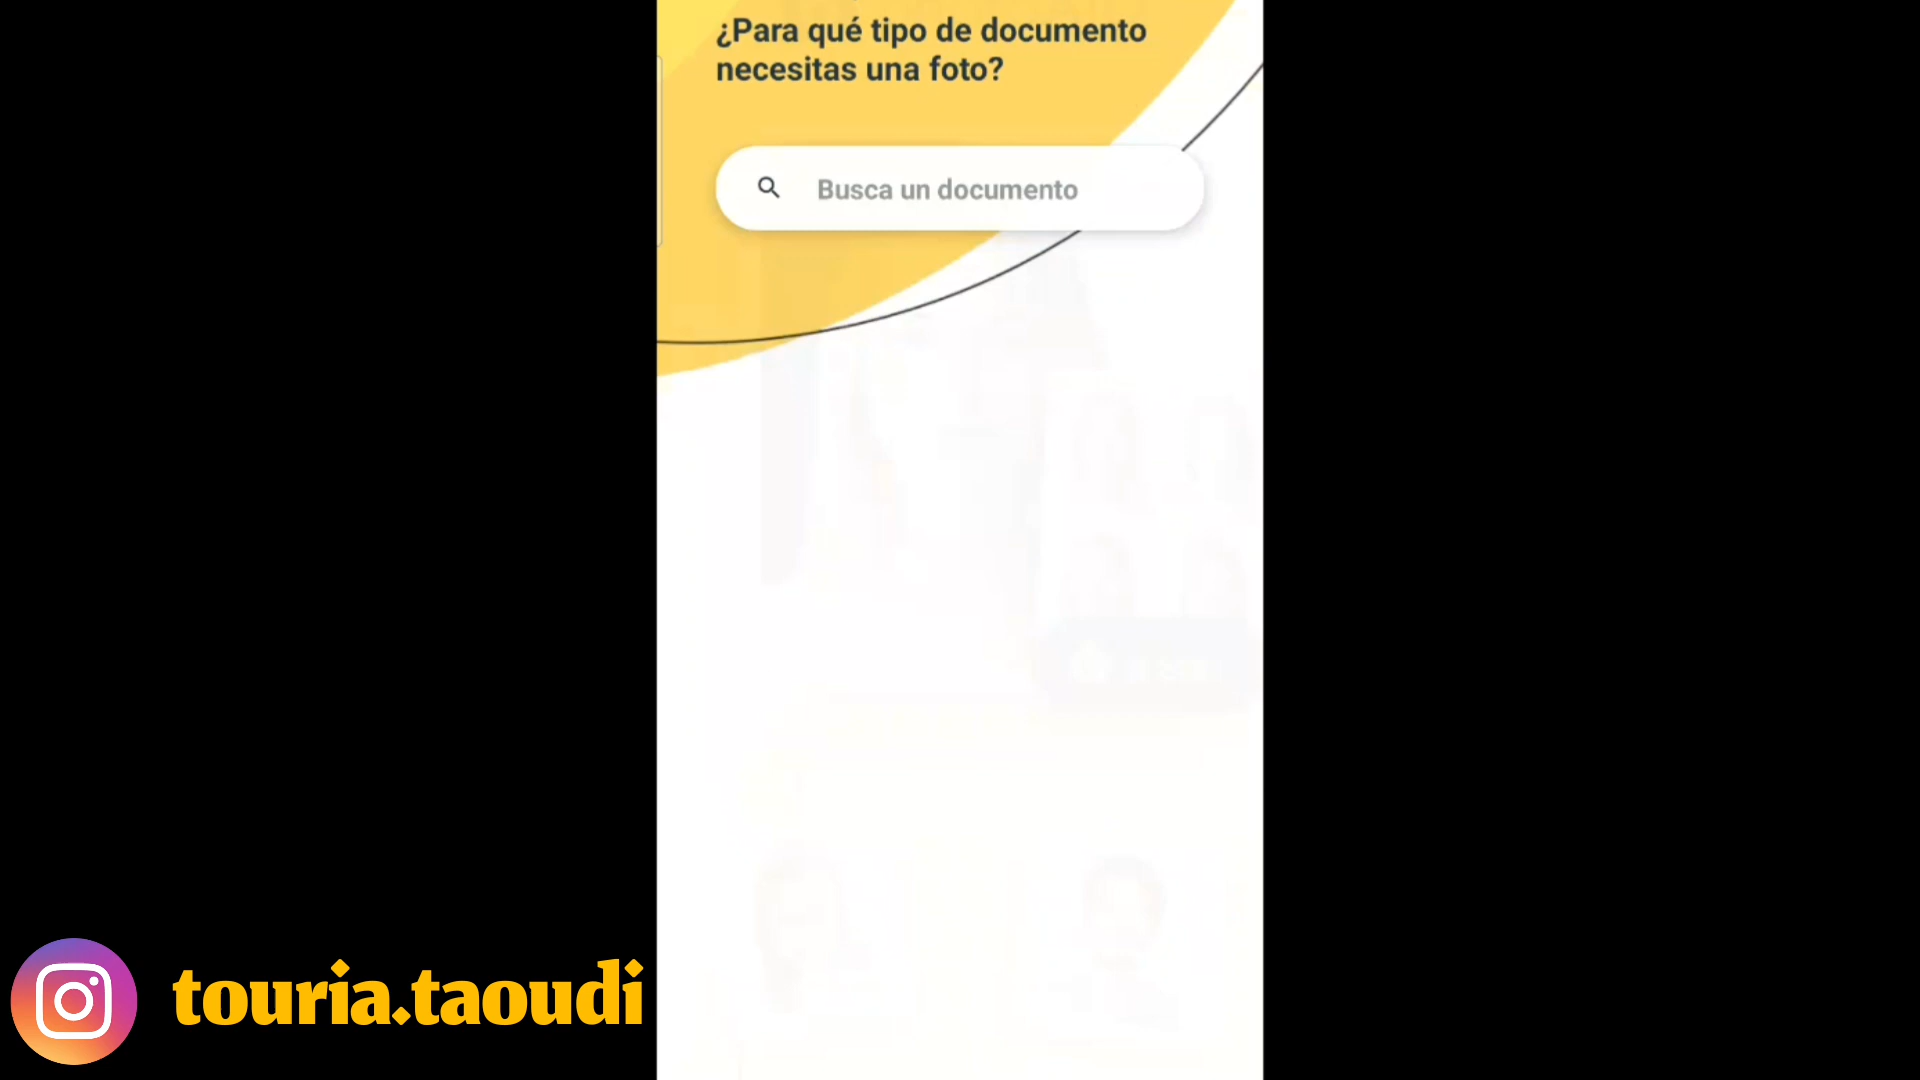 ¿Para qué tipo de documento
necesitas una foto?
Busca un documento
touria.taoudi